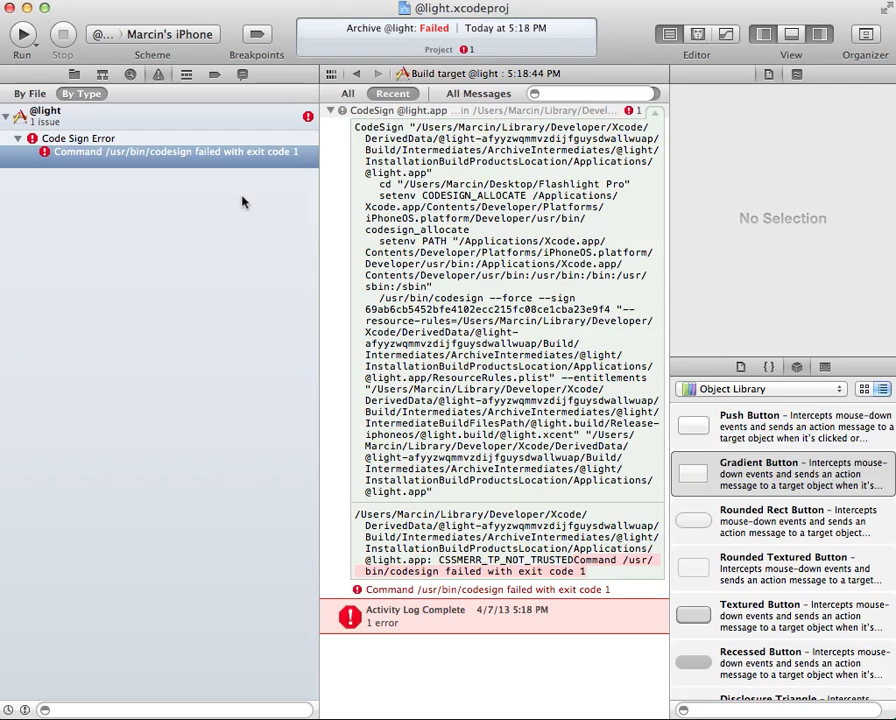 @light.xcodeproj
Run
Stop
@... Marcin's iPhone
Scheme
Breakpoints
Archive @light: Failed Today at 5:18 PM
Project 1
Editor
View
Organizer
Build target @light : 5:18:44 PM
By File By Type
All Recent All Messages
@light
1 issue
Code Sign Error
Command /usr/bin/codesign failed with exit code 1
CodeSign @light.app ...in /Users/Marcin/Library/Devel... 1
CodeSign "/Users/Marcin/Library/Developer/Xcode/
DerivedData/@light-afyyzwqmmvzdijfguysdwallwuap/
Build/Intermediates/ArchiveIntermediates/@light/
InstallationBuildProductsLocation/Applications/
@light.app"
cd "/Users/Marcin/Desktop/Flashlight Pro"
setenv CODESIGN_ALLOCATE /Applications/
Xcode.app/Contents/Developer/Platforms/
iPhoneOS.platform/Developer/usr/bin/
codesign_allocate
setenv PATH "/Applications/Xcode.app/
Contents/Developer/Platforms/iPhoneOS.platform/
Developer/usr/bin:/Applications/Xcode.app/
Contents/Developer/usr/bin:/usr/bin:/bin:/usr/
sbin:/sbin"
/usr/bin/codesign --force --sign
69ab6cb5452bfe4102ecc215fc08ce1cba23e9f4 "--
resource-rules=/Users/Marcin/Library/Developer/
Xcode/DerivedData/@light-
afyyzwqmmvzdijfguysdwallwuap/Build/
Intermediates/ArchiveIntermediates/@light/
InstallationBuildProductsLocation/Applications/
@light.app/ResourceRules.plist" --entitlements
"/Users/Marcin/Library/Developer/Xcode/
DerivedData/@light-afyyzwqmmvzdijfguysdwallwuap/
Build/Intermediates/ArchiveIntermediates/@light/
IntermediateBuildFilesPath/@light.build/Release-
iphoneos/@light.build/@light.xcent" "/Users/
Marcin/Library/Developer/Xcode/DerivedData/
@light-afyyzwqmmvzdijfguysdwallwuap/Build/
Intermediates/ArchiveIntermediates/@light/
InstallationBuildProductsLocation/Applications/
@light.app"
/Users/Marcin/Library/Developer/Xcode/
DerivedData/@light-afyyzwqmmvzdijfguysdwallwuap/
Build/Intermediates/ArchiveIntermediates/@light/
InstallationBuildProductsLocation/Applications/
@light.app: CSSMERR_TP_NOT_TRUSTEDCommand /usr/
bin/codesign failed with exit code 1
Command /usr/bin/codesign failed with exit code 1
Activity Log Complete 4/7/13 5:18 PM
1 error
No Selection
{ }
Object Library
Push Button – Intercepts mouse-down
events and sends an action message to a
target object when it's clicked or...
Gradient Button – Intercepts mouse-
down events and sends an action
message to a target object when it's...
Rounded Rect Button – Intercepts
mouse-down events and sends an
action message to a target object...
Rounded Textured Button –
Intercepts mouse-down events and
sends an action message to a target...
Textured Button – Intercepts mouse-
down events and sends an action
message to a target object when it's...
Recessed Button – Intercepts mouse-
down events and sends an action
message to a target object when it's...
Disclosure Triangle – Intercepts